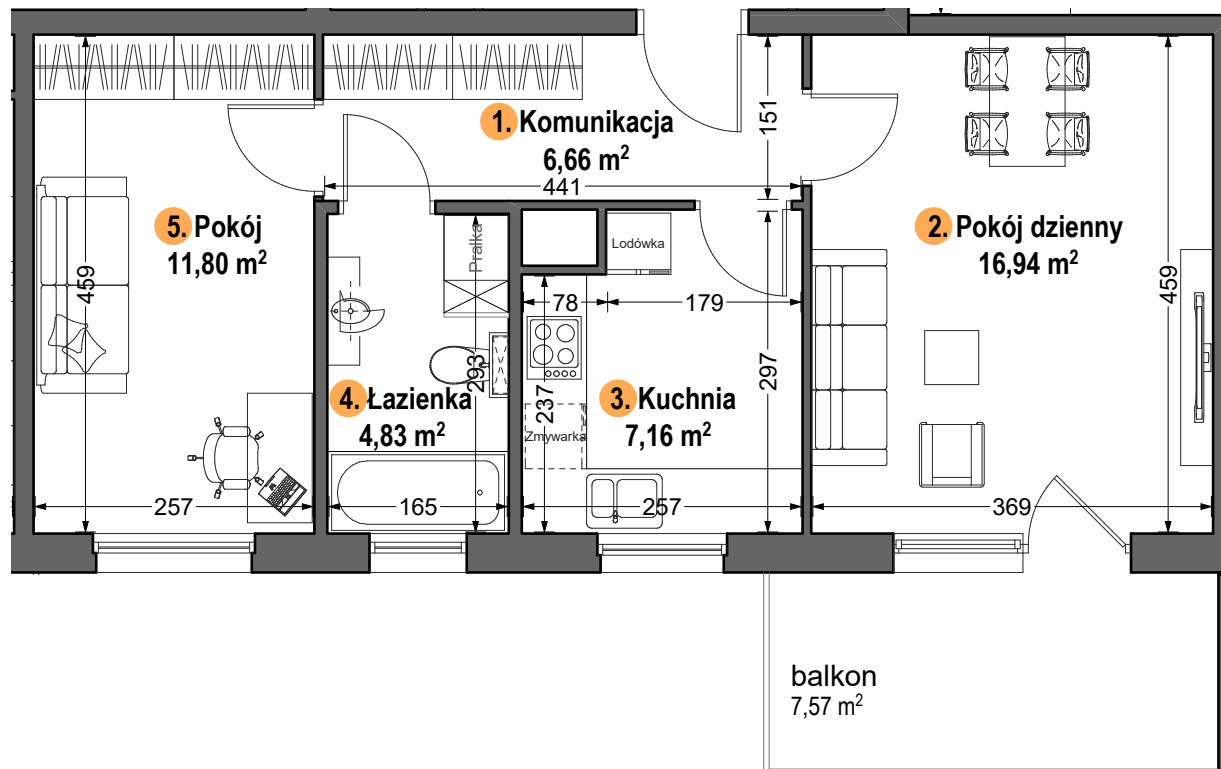 1. Komunikacja
6,66 m²
441
151
5. Pokój
11,80 m²
459
257
Pralka
293
4. Łazienka
4,83 m²
165
Lodówka
78
179
237
297
3. Kuchnia
7,16 m²
Zmywarka
257
2. Pokój dzienny
16,94 m²
459
369
balkon
7,57 m²